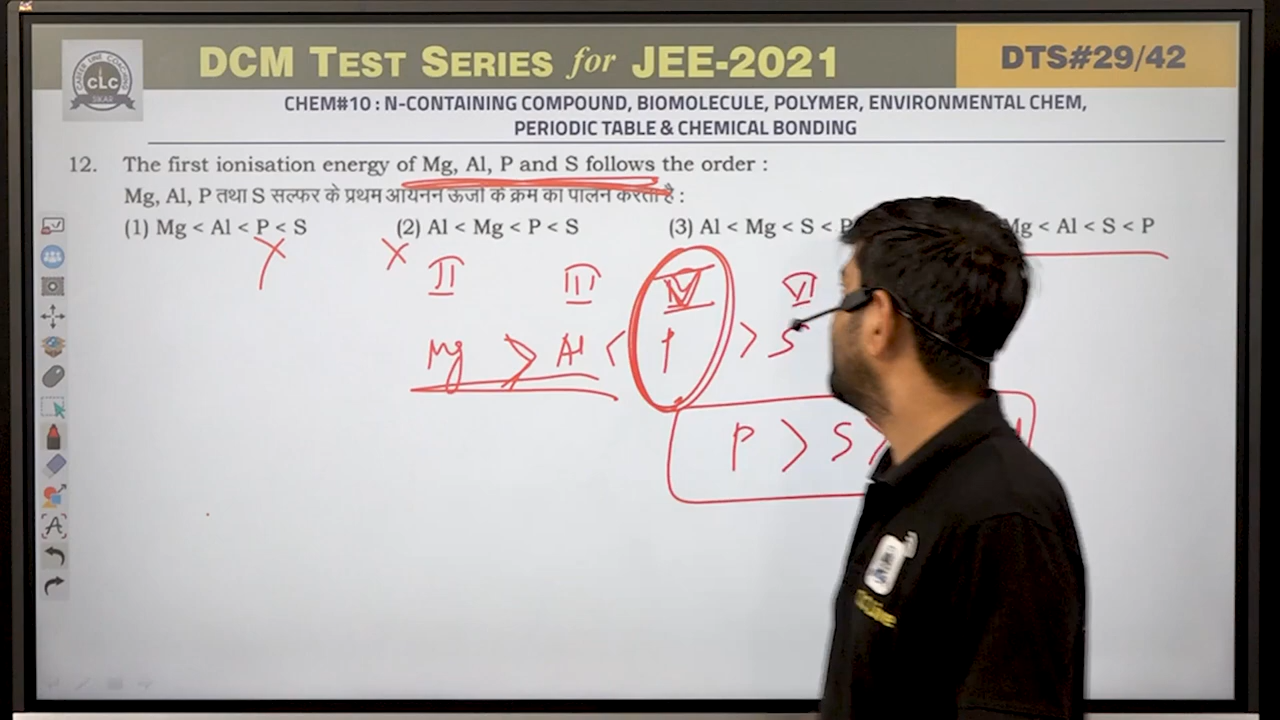 DCM TEST SERIES for JEE-2021
DTS#29/42
CLC
SIKAR
CHEM#10 : N-CONTAINING COMPOUND, BIOMOLECULE, POLYMER, ENVIRONMENTAL CHEM,
PERIODIC TABLE & CHEMICAL BONDING
12. The first ionisation energy of Mg, Al, P and S follows the order :
Mg, Al, P तथा S सल्फर के प्रथम आयनन ऊर्जा के क्रम का पालन करता है :
(1) Mg < Al < P < S (2) Al < Mg < P < S (3) Al < Mg < S < P Mg < Al < S < P
II III V VI
Mg > Al < P > S
P > S >